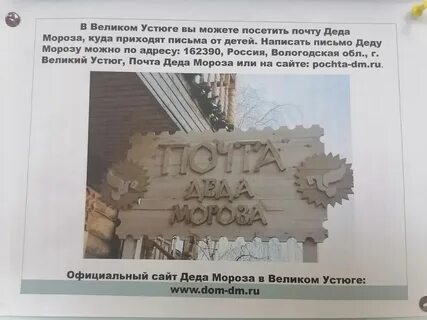 В Великом Устюге вы можете посетить почту Деда
Мороза, куда приходят письма от детей. Написать письмо Деду
Морозу можно по адресу: 162390, Россия, Вологодская обл., г.
Великий Устюг, Почта Деда Мороза или на сайте: pochta-dm.ru.
ПОЧТА
ДЕДА
МОРОЗА
Официальный сайт Деда Мороза в Великом Устюге:
www.dom-dm.ru